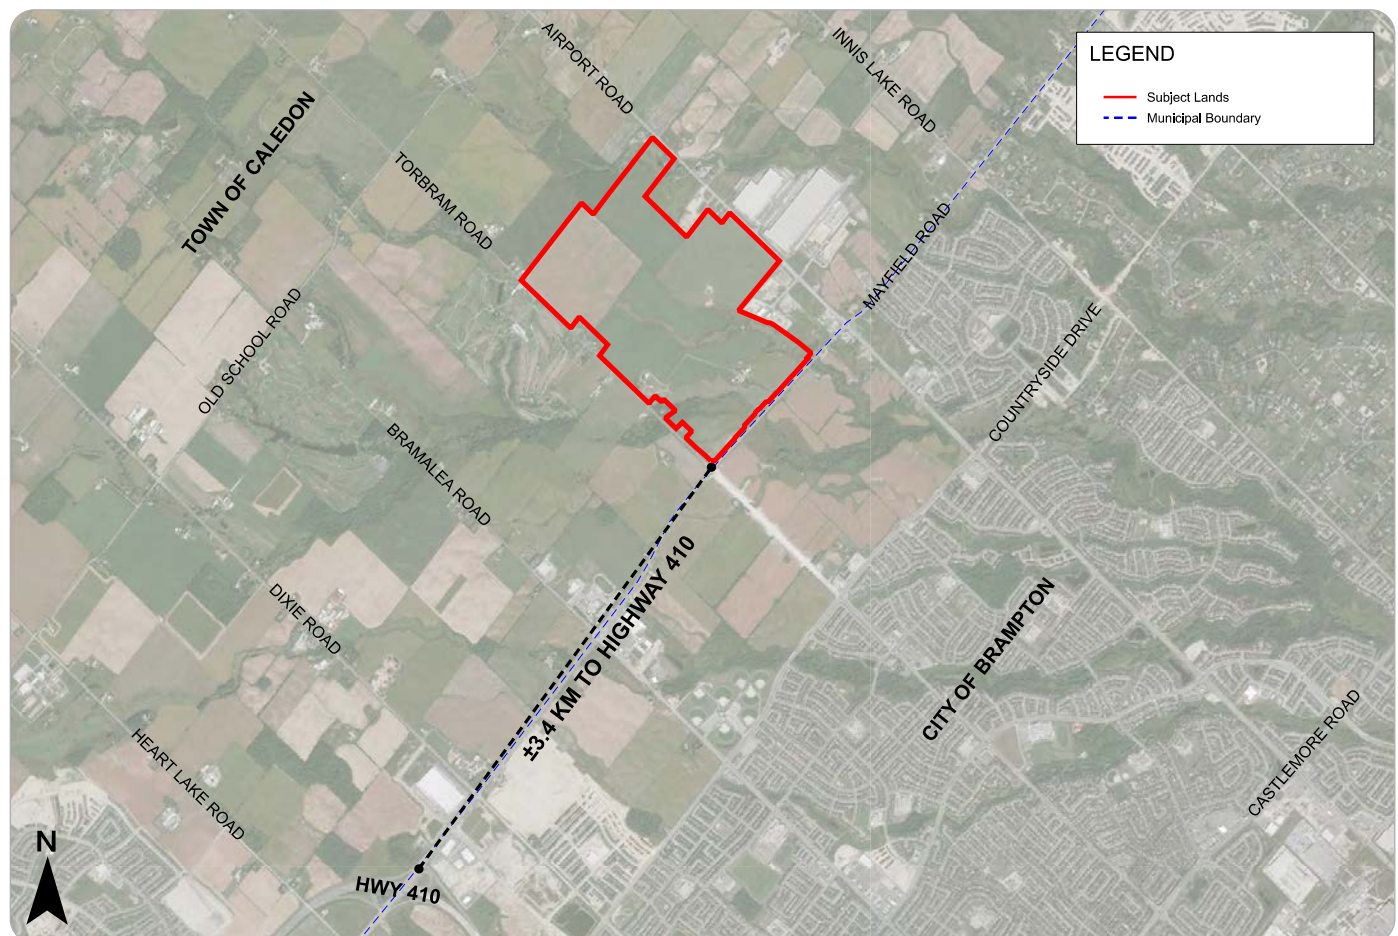 AIRPORT ROAD
INNIS LAKE ROAD
LEGEND
Subject Lands
Municipal Boundary
TOWN OF CALEDON
TORBRAM ROAD
MAYFIELD ROAD
OLD SCHOOL ROAD
COUNTRYSIDE DRIVE
BRAMALEA ROAD
±3.4 KM TO HIGHWAY 410
DIXIE ROAD
CITY OF BRAMPTON
CASTLEMORE ROAD
HEART LAKE ROAD
N
HWY 410